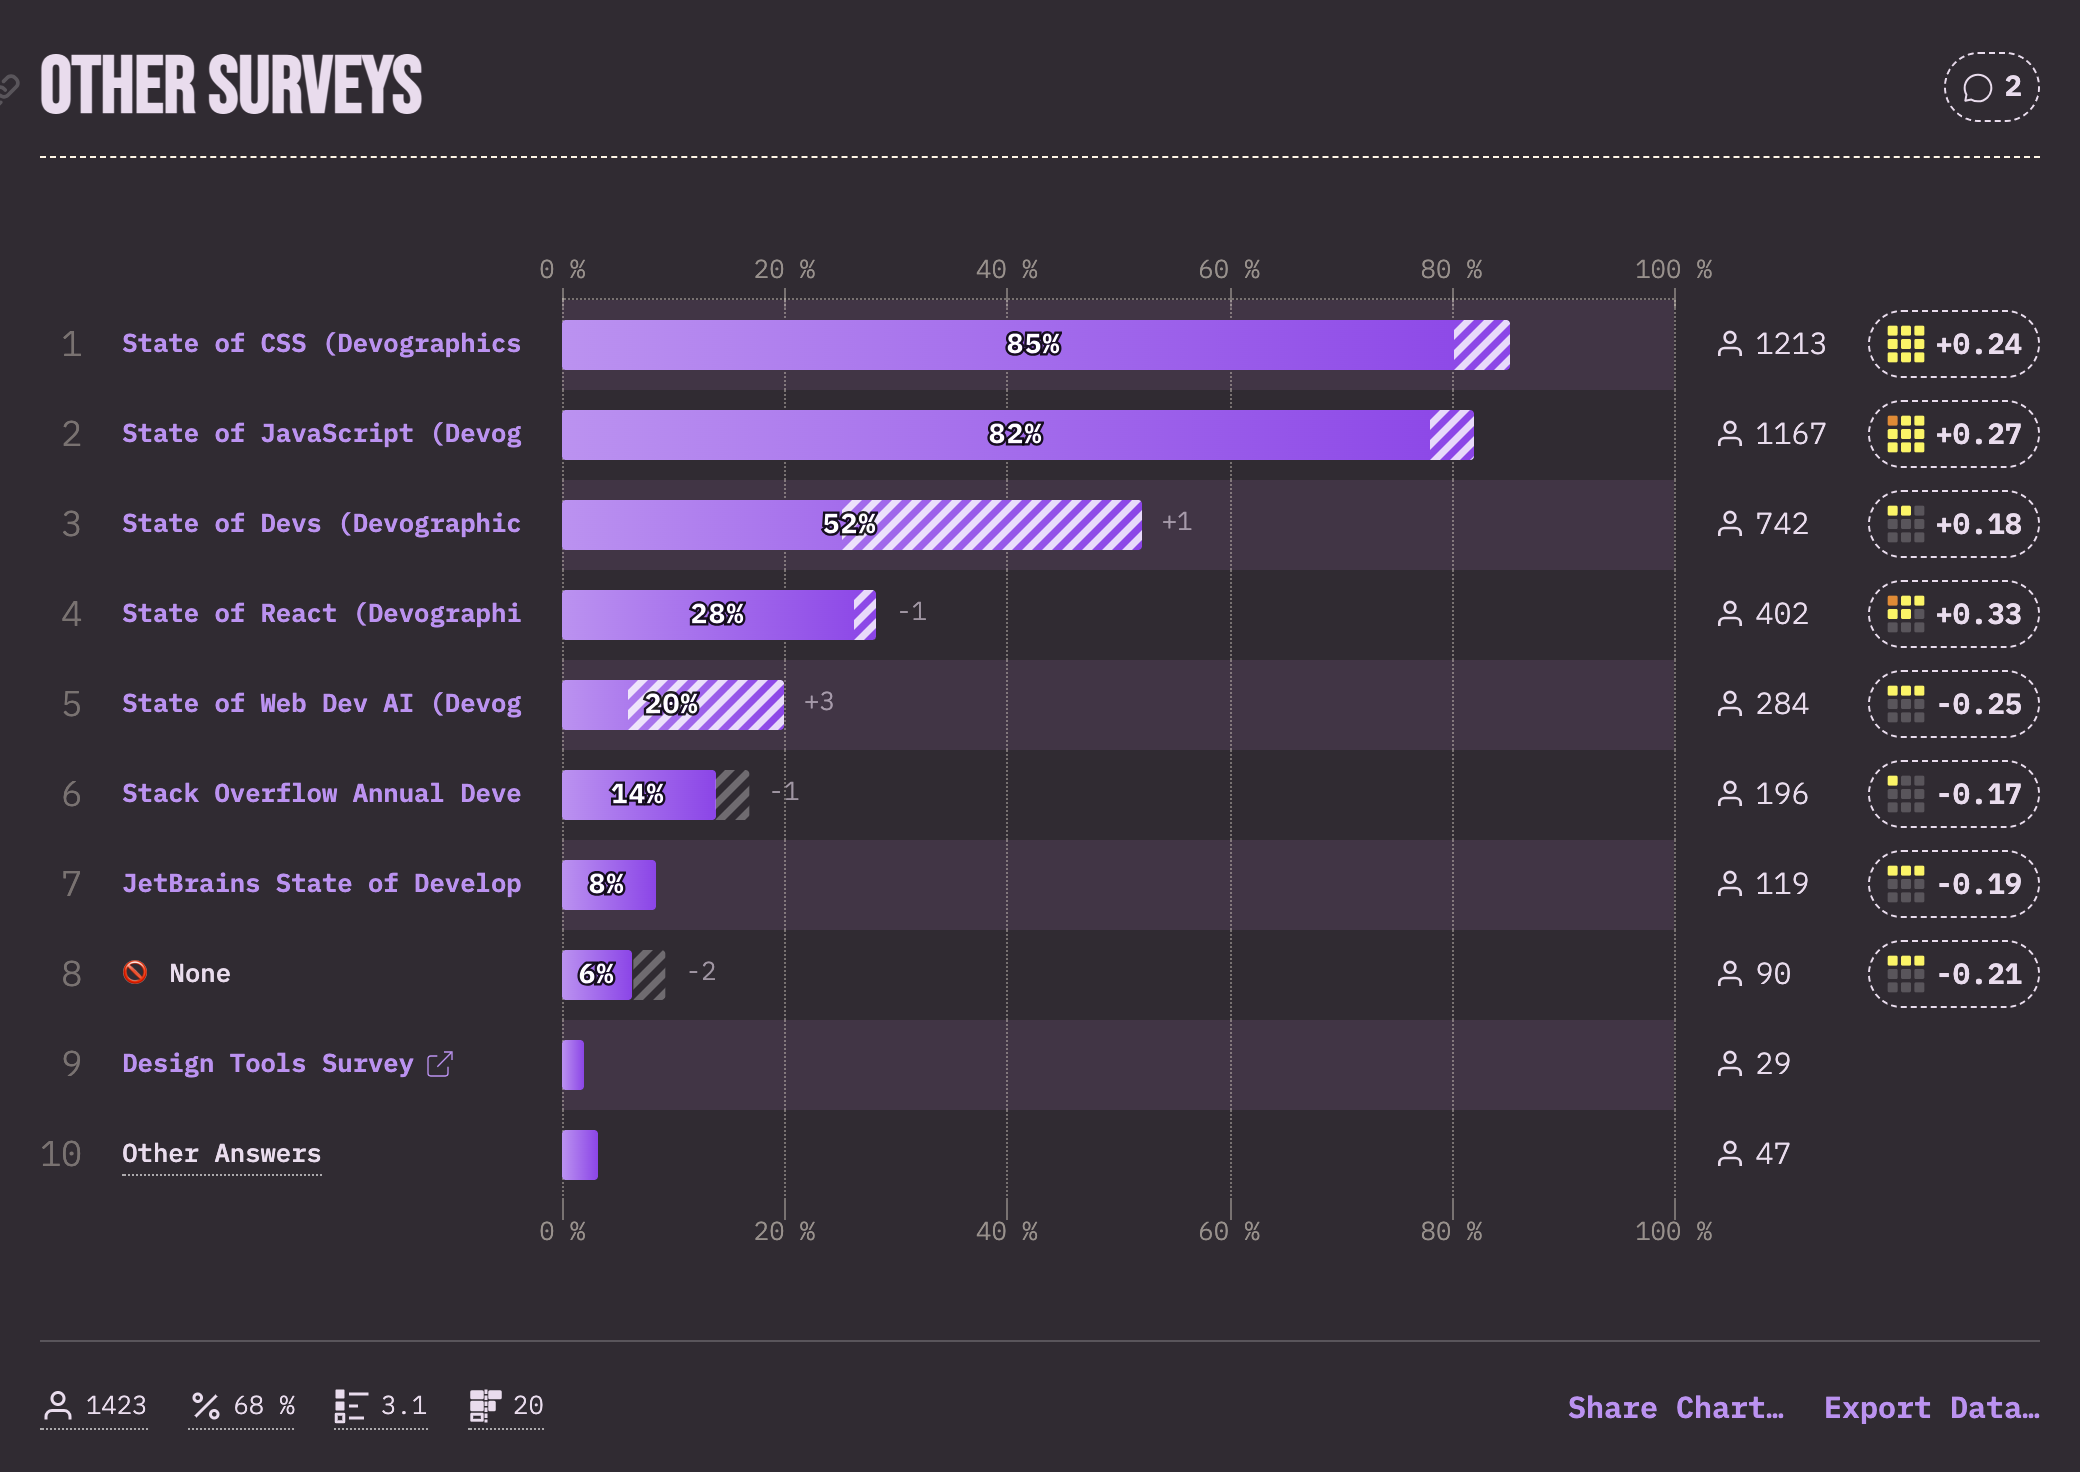 OTHER SURVEYS
2
0 % 20 % 40 % 60 % 80 % 100 %
1 State of CSS (Devographics 85% 1213 +0.24
2 State of JavaScript (Devog 82% 1167 +0.27
3 State of Devs (Devographic 52% +1 742 +0.18
4 State of React (Devographi 28% -1 402 +0.33
5 State of Web Dev AI (Devog 20% +3 284 -0.25
6 Stack Overflow Annual Deve 14% -1 196 -0.17
7 JetBrains State of Develop 8% 119 -0.19
8 None 6% -2 90 -0.21
9 Design Tools Survey 29
10 Other Answers 47
0 % 20 % 40 % 60 % 80 % 100 %
1423 68 % 3.1 20 Share Chart… Export Data…